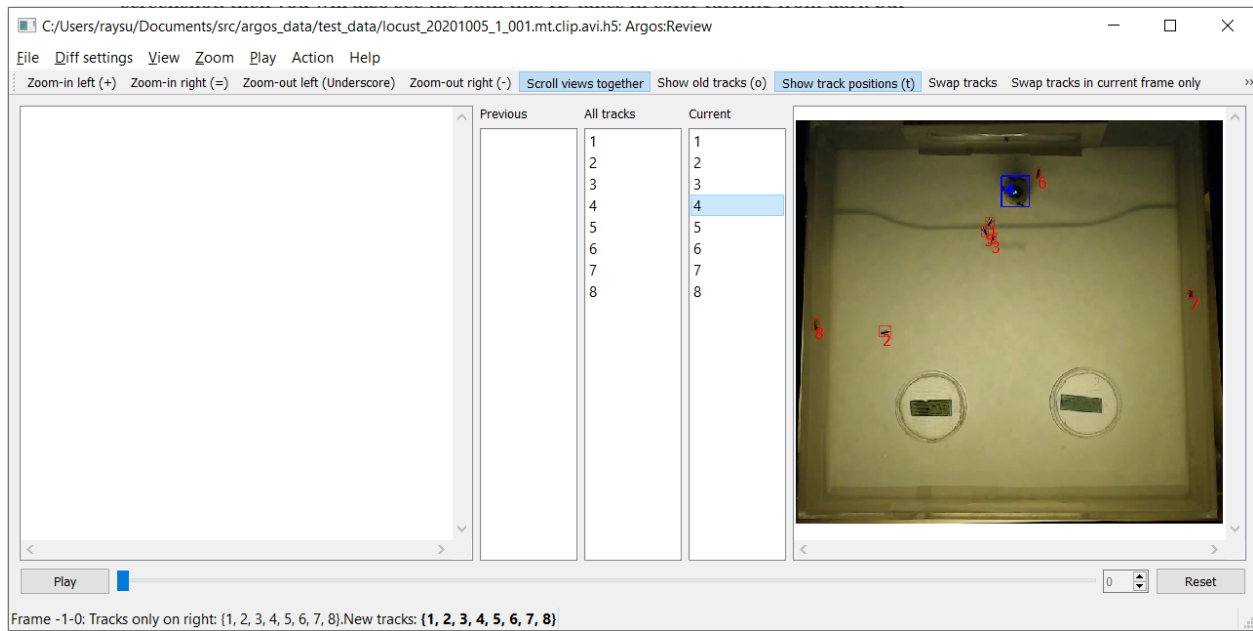 C:/Users/raysu/Documents/src/argos_data/test_data/locust_20201005_1_001.mt.clip.avi.h5: Argos:Review
File Diff settings View Zoom Play Action Help
Zoom-in left (+) Zoom-in right (=) Zoom-out left (Underscore) Zoom-out right (-) Scroll views together Show old tracks (o) Show track positions (t) Swap tracks Swap tracks in current frame only »
Previous All tracks Current
1 1
2 2
3 3
4 4
5 5
6 6
7 7
8 8
6
3
7
8
2
Play 0 Reset
Frame -1-0: Tracks only on right: {1, 2, 3, 4, 5, 6, 7, 8}.New tracks: {1, 2, 3, 4, 5, 6, 7, 8}